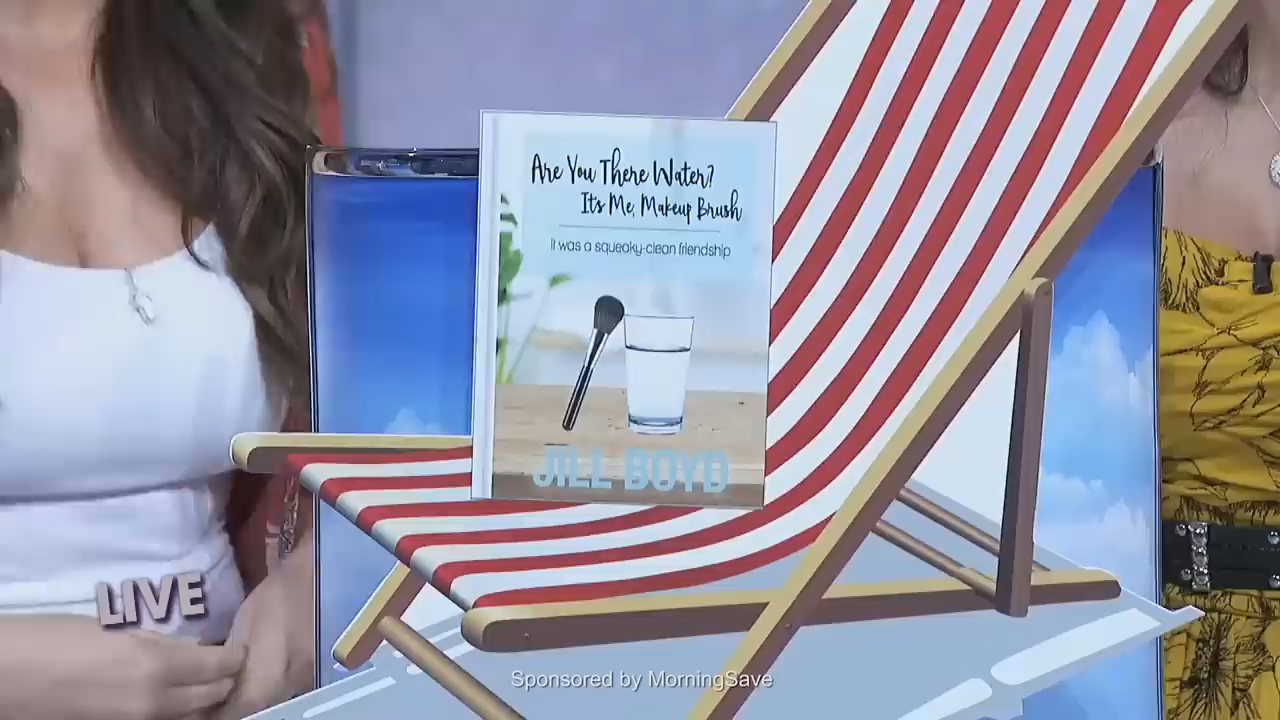 Are You There Water?
It's Me, Makeup Brush
It was a squeaky-clean friendship
JILL BOYD
LIVE
Sponsored by MorningSave